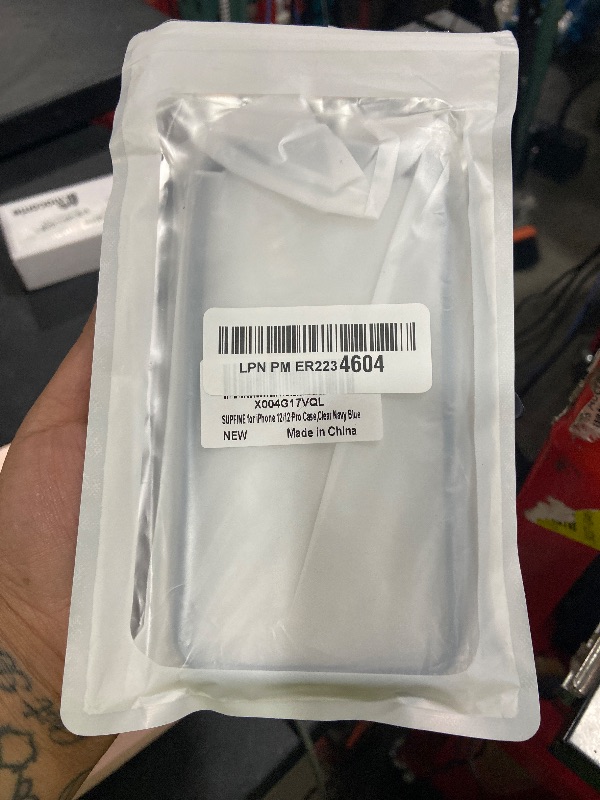 LPN PM ER2234604
X004G17VQL
SUPFINE for iPhone 12/12 Pro Case,Clear Navy Blue
NEW Made in China